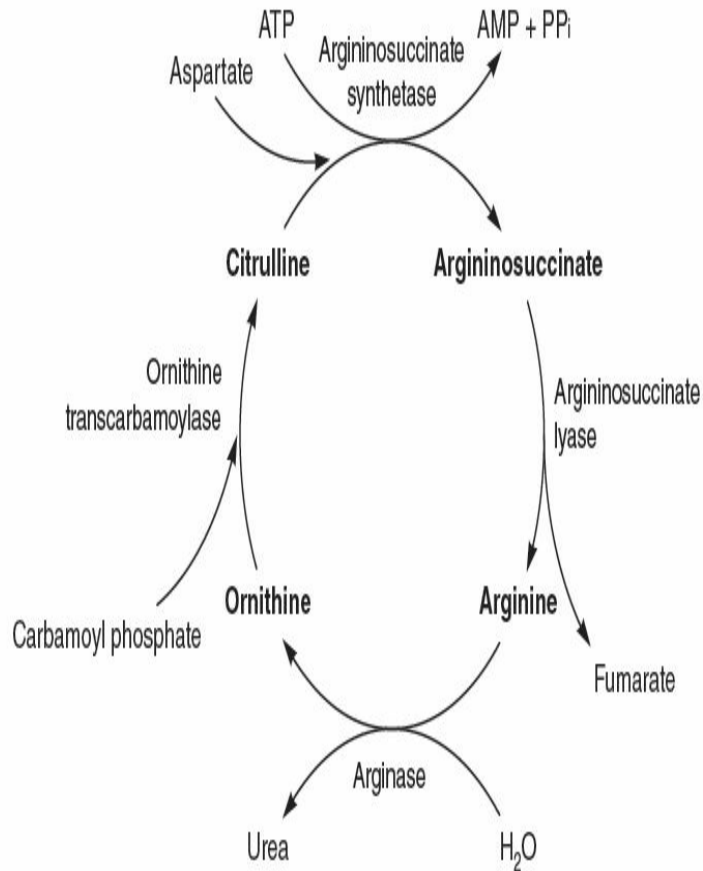 ATP
AMP + PPi
Argininosuccinate
synthetase
Aspartate
Citrulline
Argininosuccinate
Ornithine
transcarbamoylase
Argininosuccinate
lyase
Ornithine
Arginine
Carbamoyl phosphate
Fumarate
Arginase
Urea
H₂O